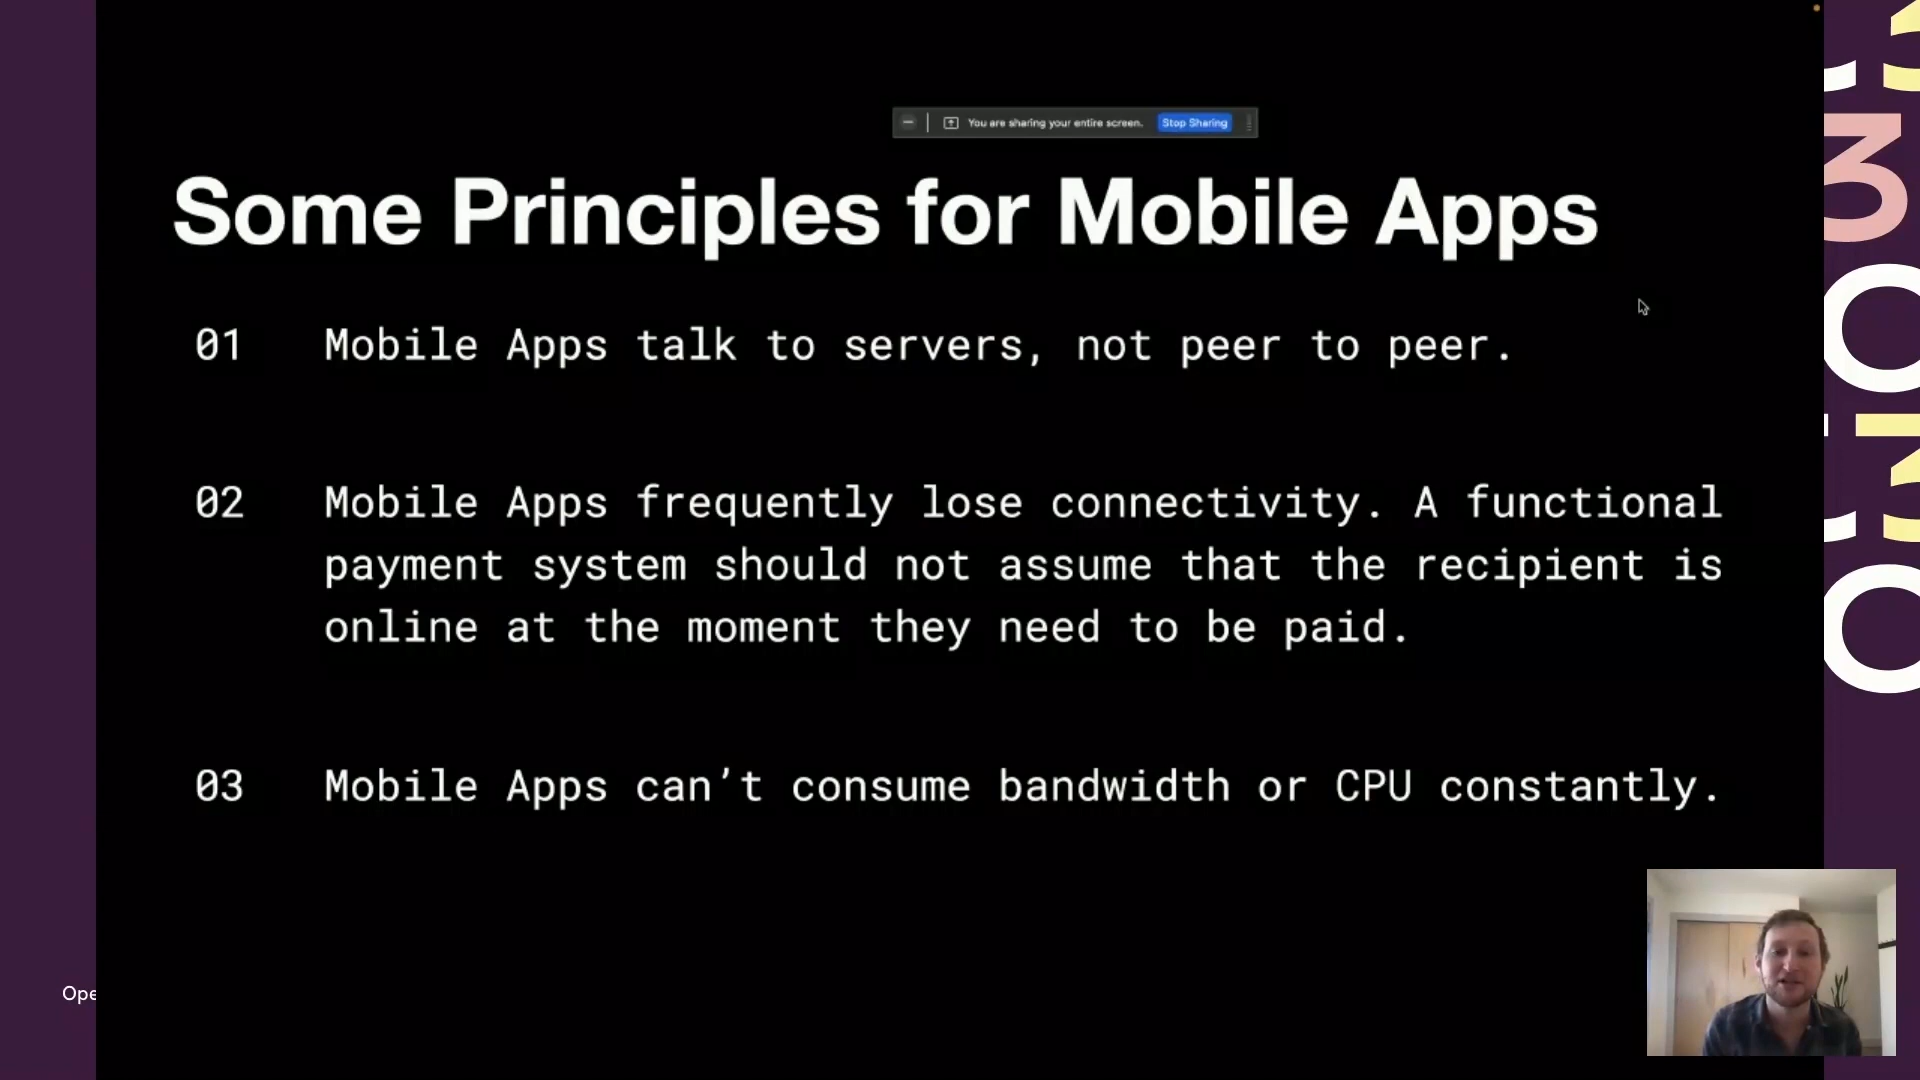 You are sharing your entire screen. Stop Sharing
Some Principles for Mobile Apps
01 Mobile Apps talk to servers, not peer to peer.
02 Mobile Apps frequently lose connectivity. A functional
payment system should not assume that the recipient is
online at the moment they need to be paid.
03 Mobile Apps can’t consume bandwidth or CPU constantly.
Ope